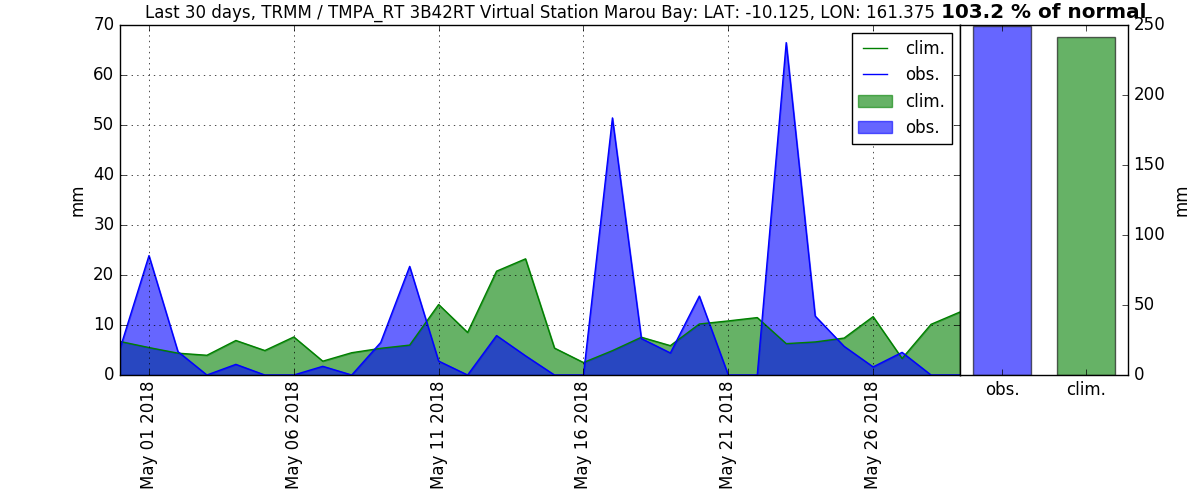 Last 30 days, TRMM / TMPA_RT 3B42RT Virtual Station Marou Bay: LAT: -10.125, LON: 161.375 103.2 % of normal
70
60
50
40
30
20
10
0
mm
clim.
obs.
clim.
obs.
May 01 2018
May 06 2018
May 11 2018
May 16 2018
May 21 2018
May 26 2018
250
200
150
100
50
0
mm
obs.
clim.